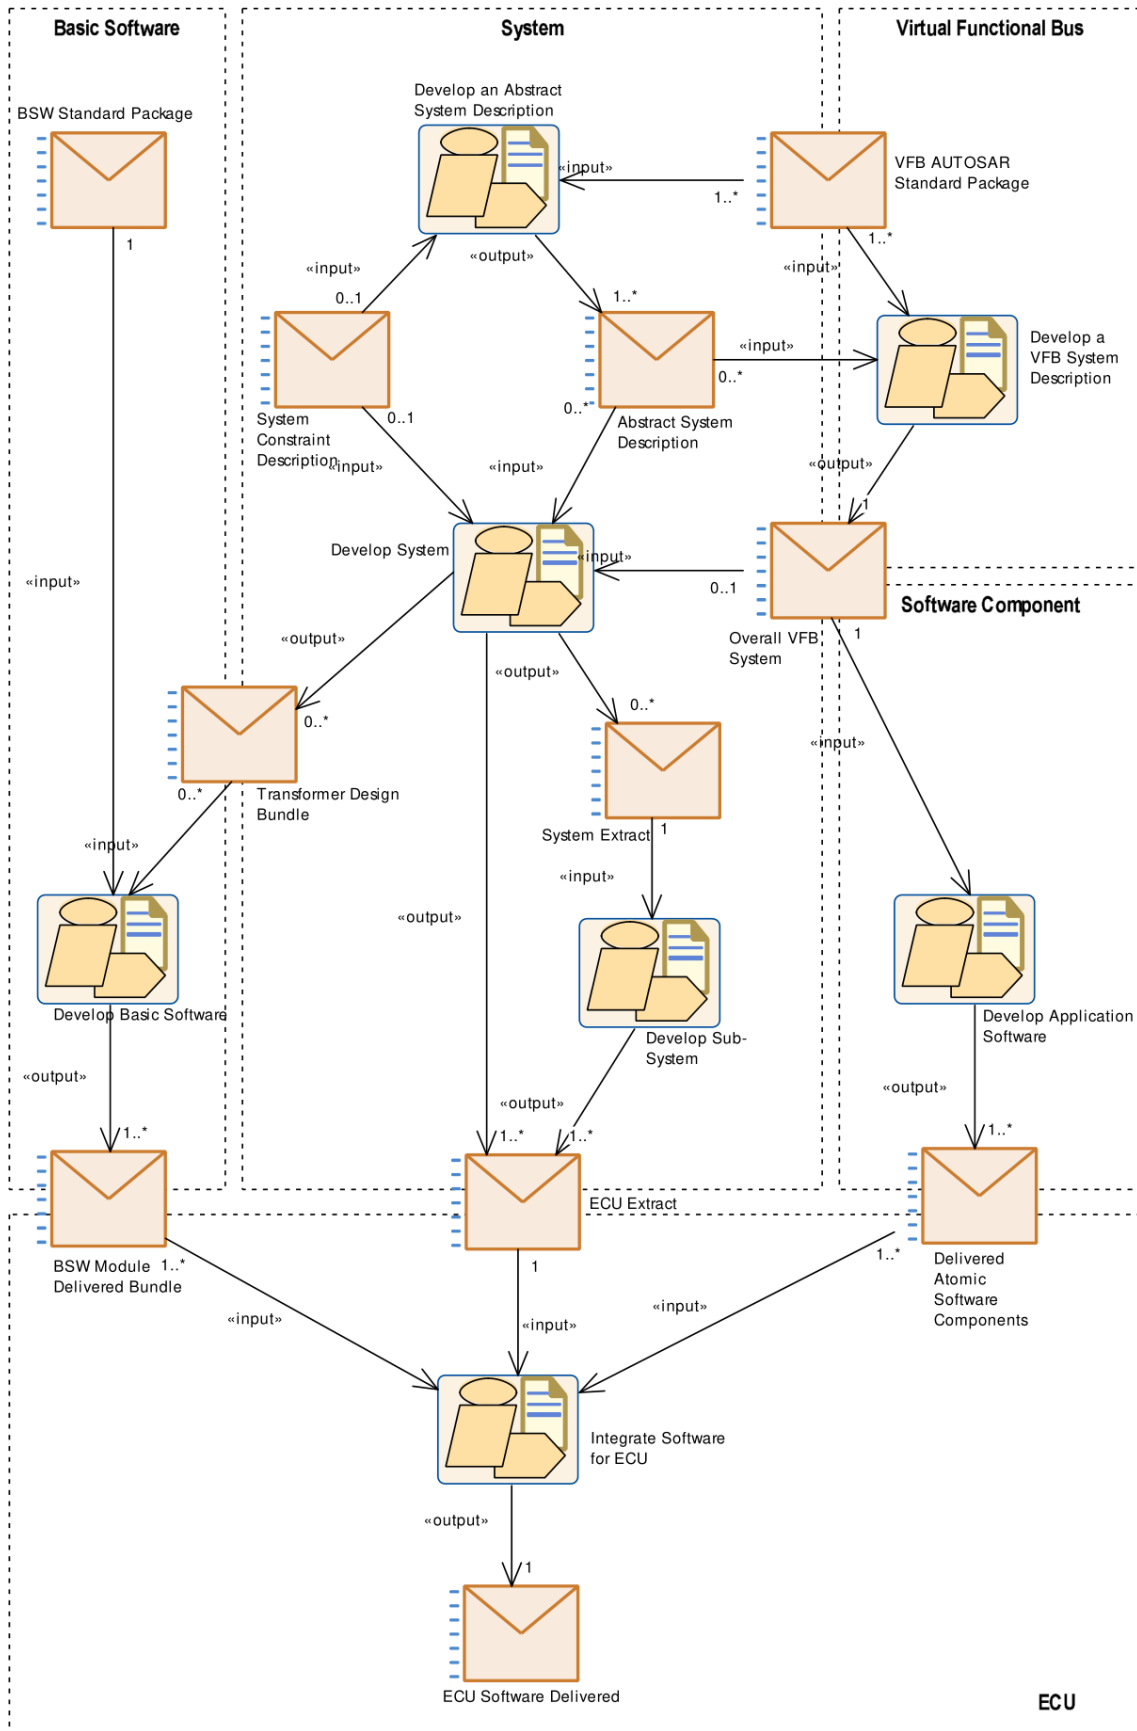 Basic Software
System
Virtual Functional Bus
BSW Standard Package
Develop an Abstract
System Description
VFB AUTOSAR
Standard Package
«input»
1..*
1
1..*
«input»
«output»
«input»
0..1
1..*
Develop a
VFB System
Description
«input»
0..*
0..1
0..*
System
Constraint
Description
Abstract System
Description
«input»
«input»
«output»
1
Develop System
«input»
0..1
«input»
Software Component
Overall VFB
System
1
«output»
«output»
0..*
0..*
«input»
0..*
Transformer Design
Bundle
System Extract
1
«input»
«input»
«output»
Develop Basic Software
Develop Application
Software
Develop Sub-
System
«output»
«output»
«output»
1..*
1..*
1..*
1..*
ECU Extract
BSW Module
Delivered Bundle
1..*
1
1..*
Delivered
Atomic
Software
Components
«input»
«input»
«input»
Integrate Software
for ECU
«output»
1
ECU Software Delivered
ECU